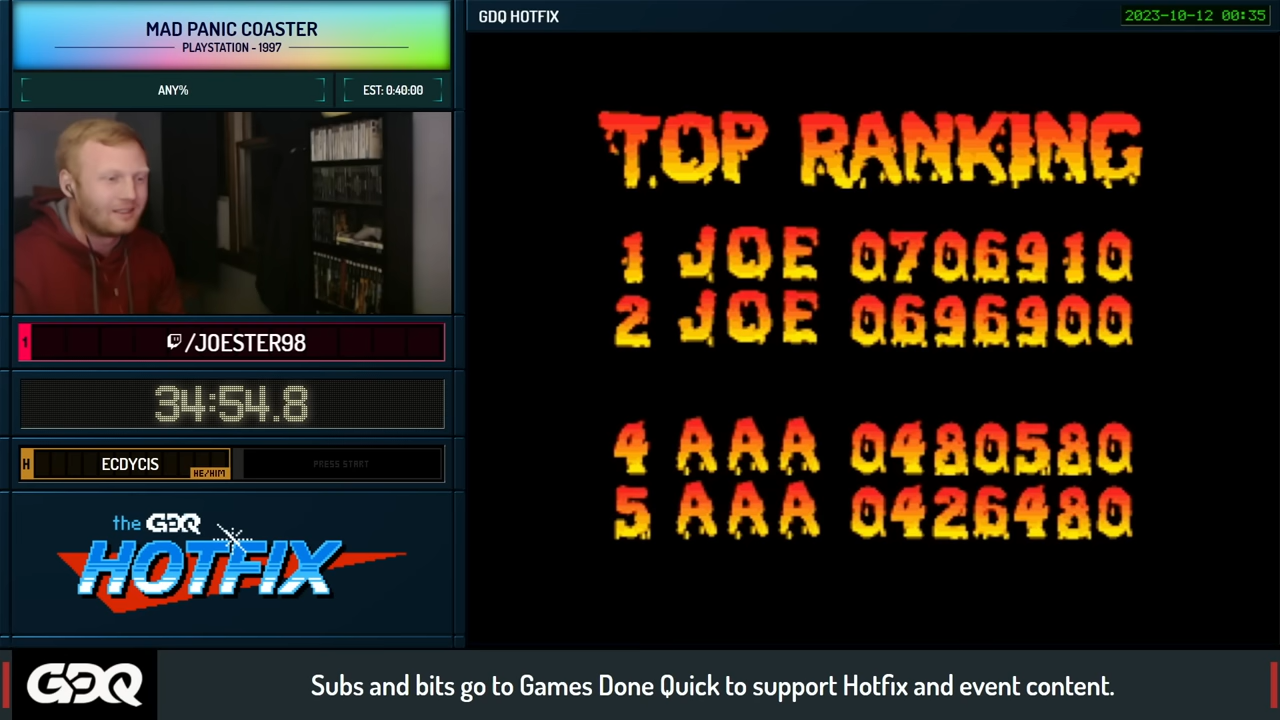 MAD PANIC COASTER
PLAYSTATION - 1997
ANY%
EST: 0:40:00
GDQ HOTFIX
2023-10-12 00:35
TOP RANKING
1 JOE 0706910
2 JOE 0696900
4 AAA 0480580
5 AAA 0426480
1 /JOESTER98
34:54.8
H ECDYCIS HE/HIM
PRESS START
the GDQ
HOTFIX
GDQ
Subs and bits go to Games Done Quick to support Hotfix and event content.